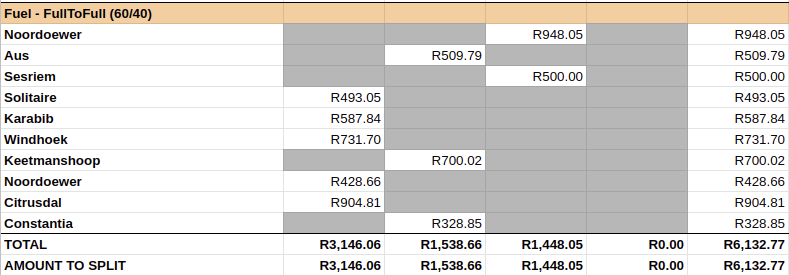 Fuel - FullToFull (60/40)
Noordoewer R948.05 R948.05
Aus R509.79 R509.79
Sesriem R500.00 R500.00
Solitaire R493.05 R493.05
Karabib R587.84 R587.84
Windhoek R731.70 R731.70
Keetmanshoop R700.02 R700.02
Noordoewer R428.66 R428.66
Citrusdal R904.81 R904.81
Constantia R328.85 R328.85
TOTAL R3,146.06 R1,538.66 R1,448.05 R0.00 R6,132.77
AMOUNT TO SPLIT R3,146.06 R1,538.66 R1,448.05 R0.00 R6,132.77